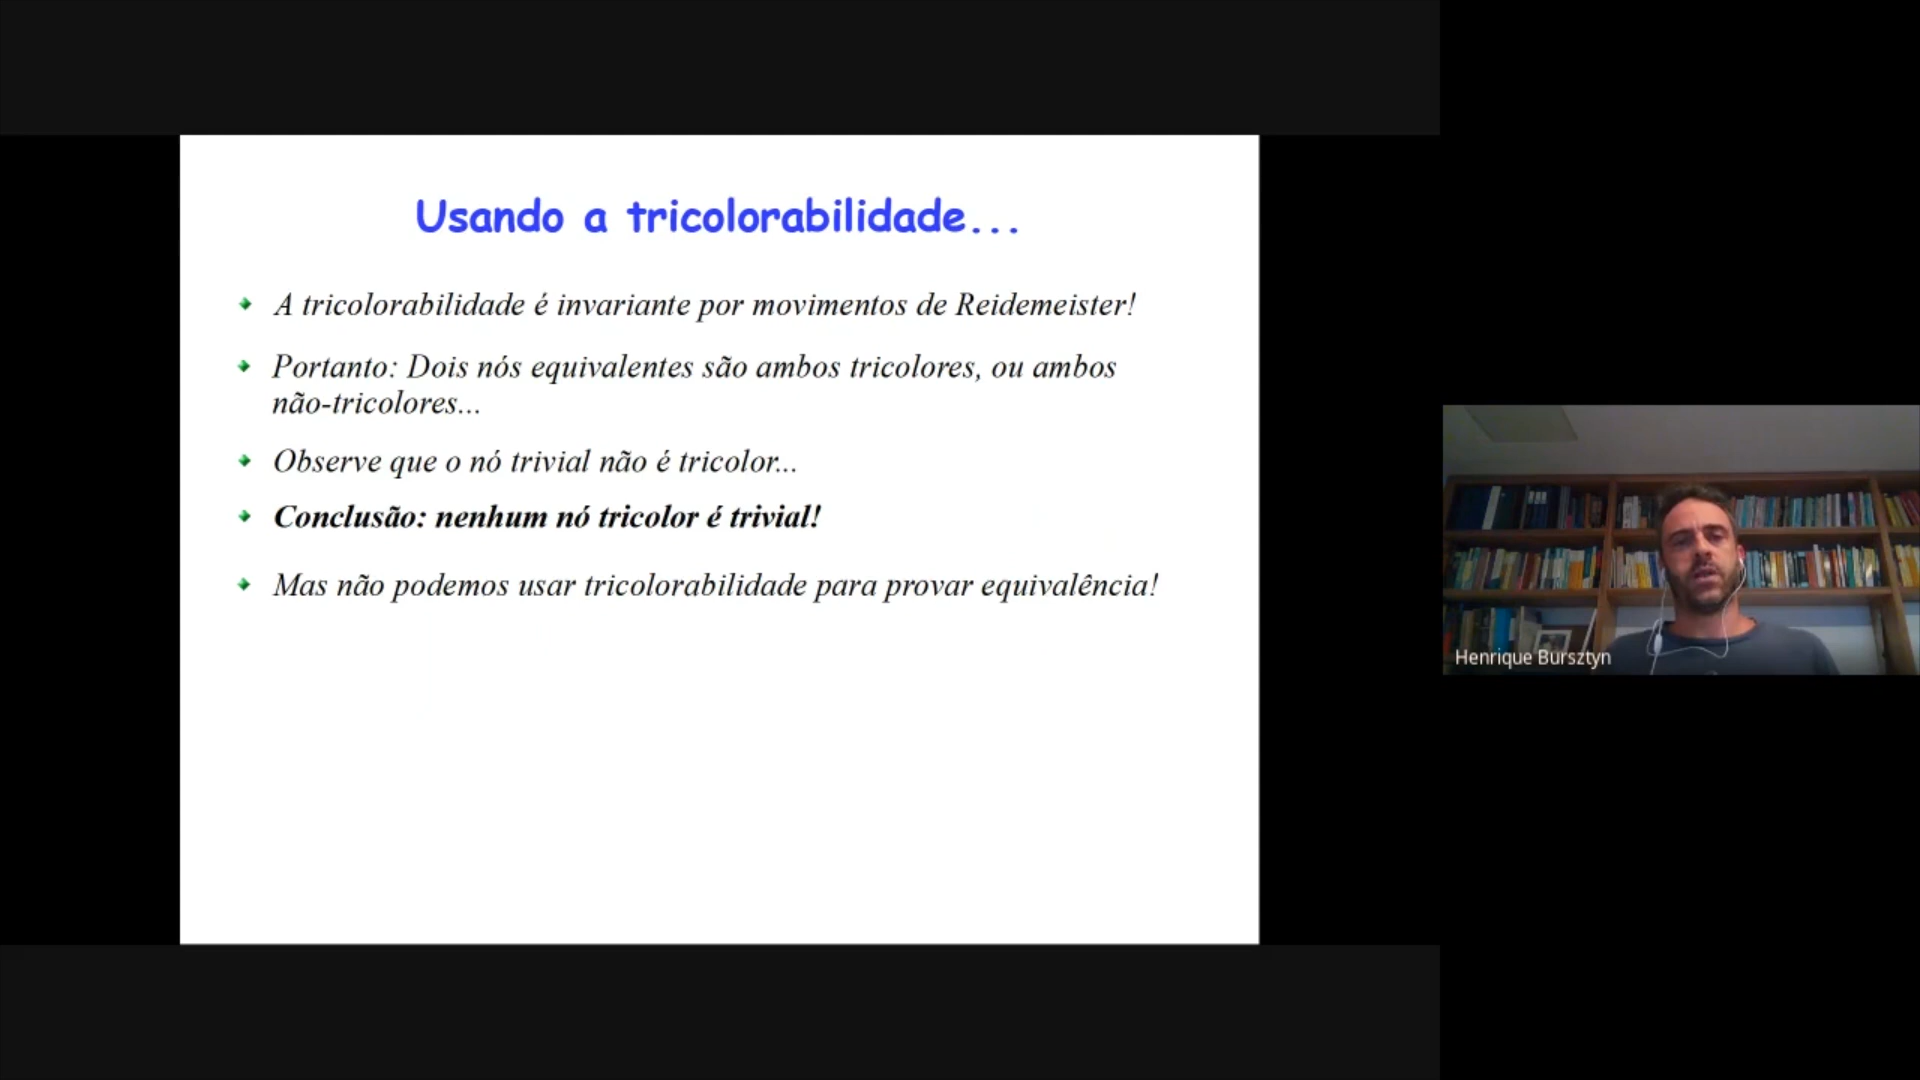 Usando a tricolorabilidade...
A tricolorabilidade é invariante por movimentos de Reidemeister!
Portanto: Dois nós equivalentes são ambos tricolores, ou ambos
não-tricolores...
Observe que o nó trivial não é tricolor...
Conclusão: nenhum nó tricolor é trivial!
Mas não podemos usar tricolorabilidade para provar equivalência!
Henrique Bursztyn